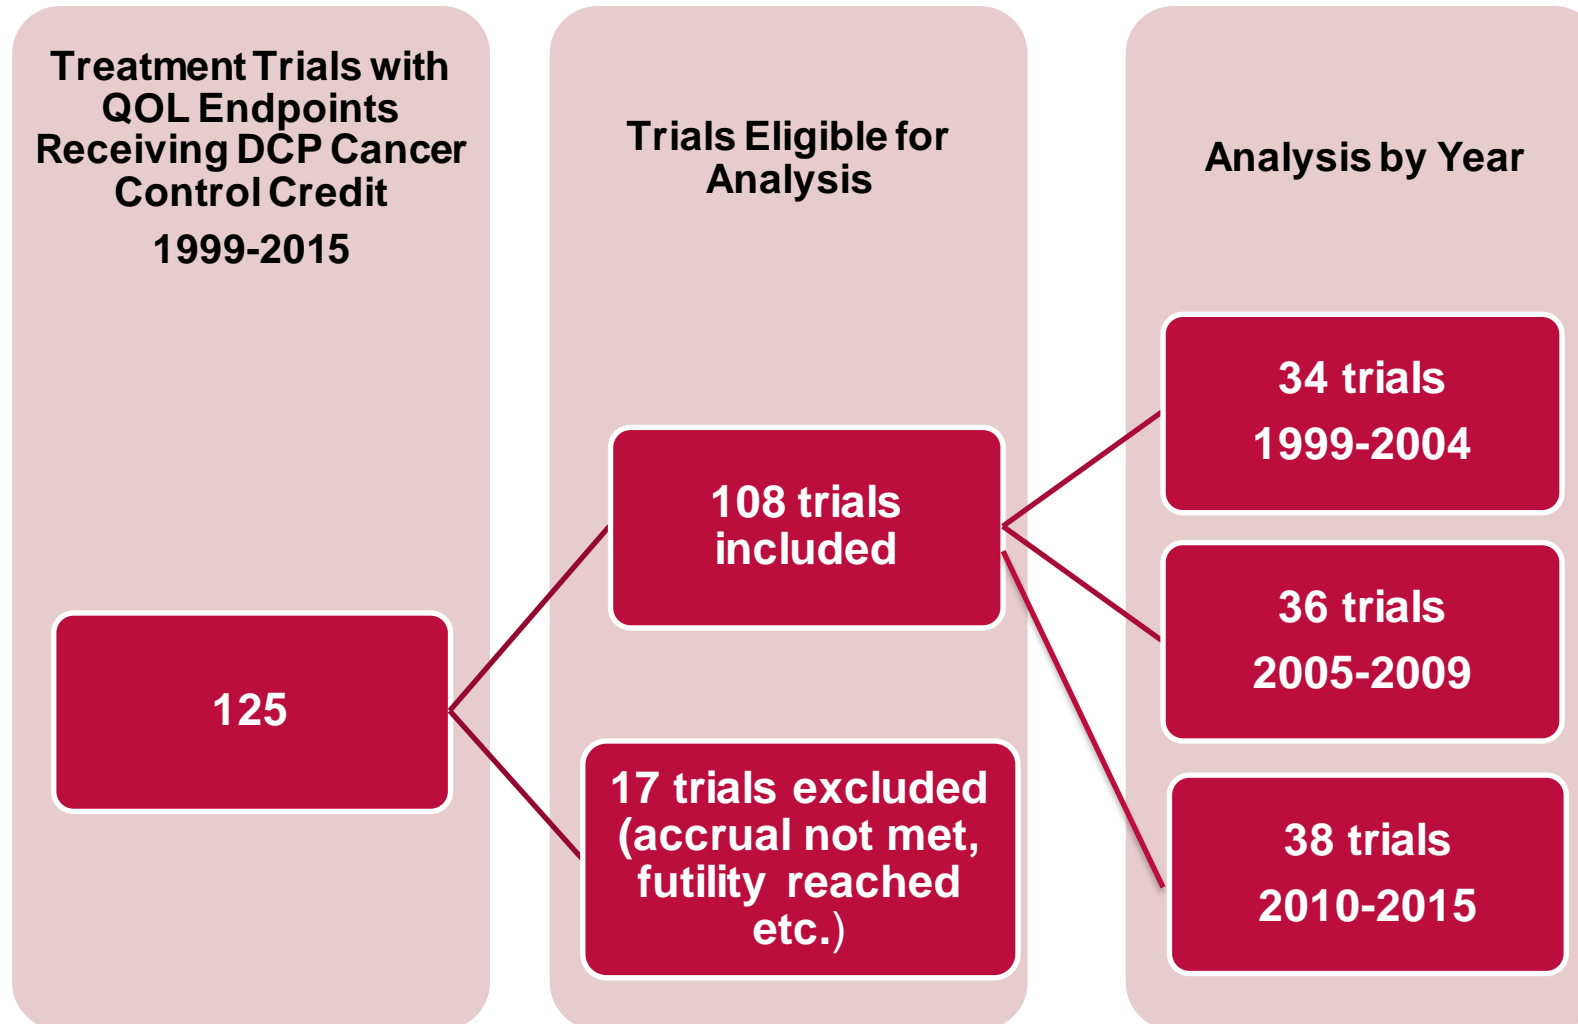 Treatment Trials with
QOL Endpoints
Receiving DCP Cancer
Control Credit
1999-2015
125
Trials Eligible for
Analysis
108 trials
included
17 trials excluded
(accrual not met,
futility reached
etc.)
Analysis by Year
34 trials
1999-2004
36 trials
2005-2009
38 trials
2010-2015